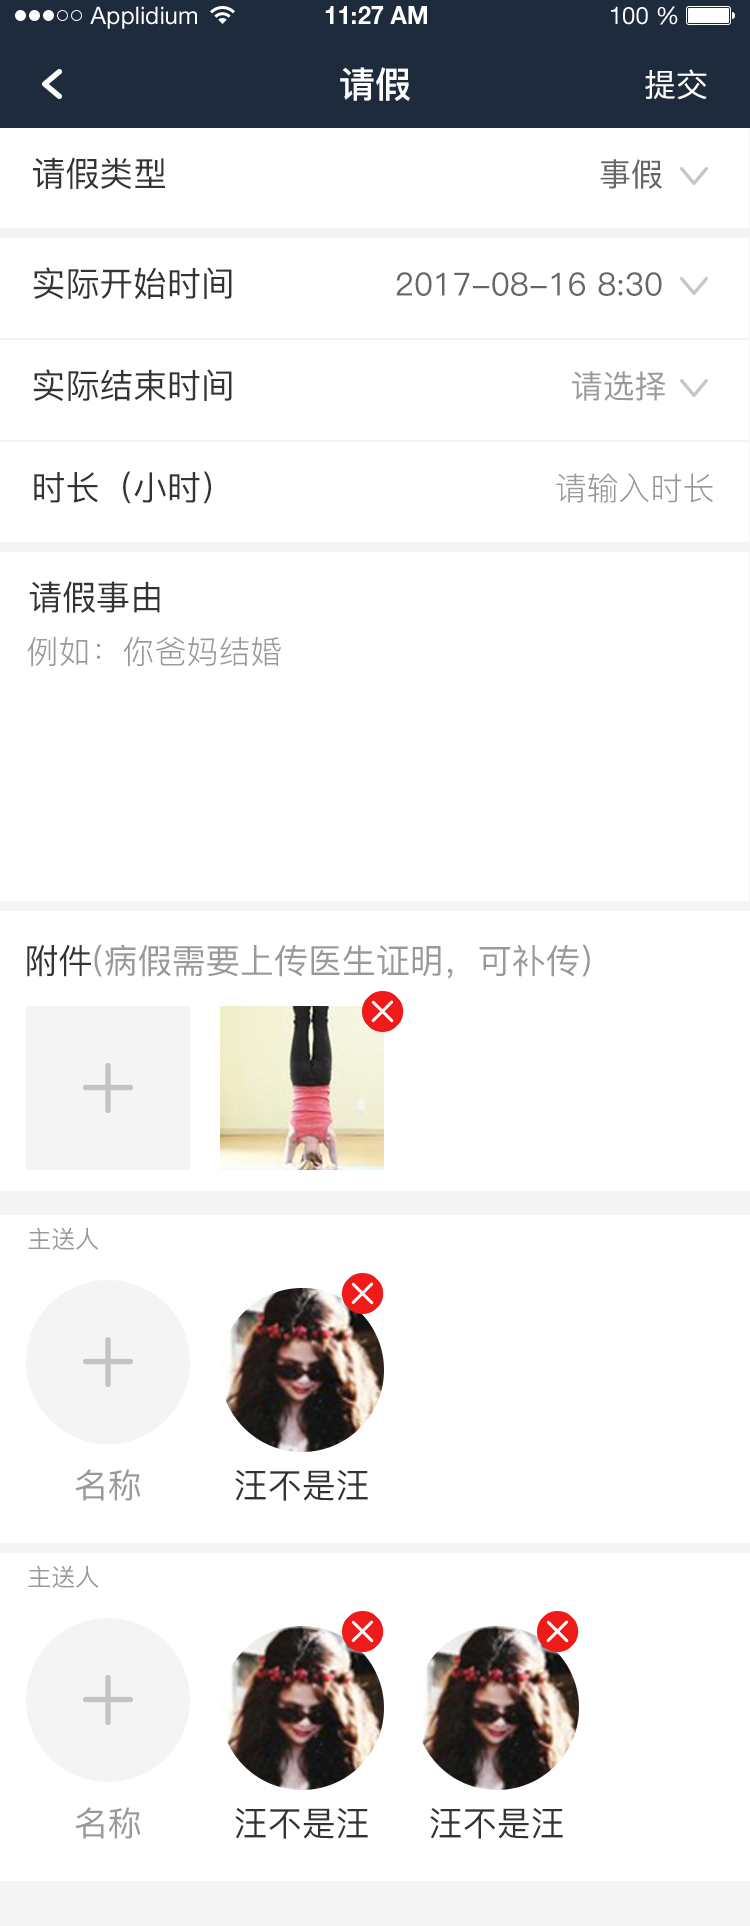 Applidium 11:27 AM 100 %
请假 提交
请假类型 事假
实际开始时间 2017-08-16 8:30
实际结束时间 请选择
时长（小时） 请输入时长
请假事由
例如：你爸妈结婚
附件(病假需要上传医生证明，可补传)
主送人
名称 汪不是汪
主送人
名称 汪不是汪 汪不是汪